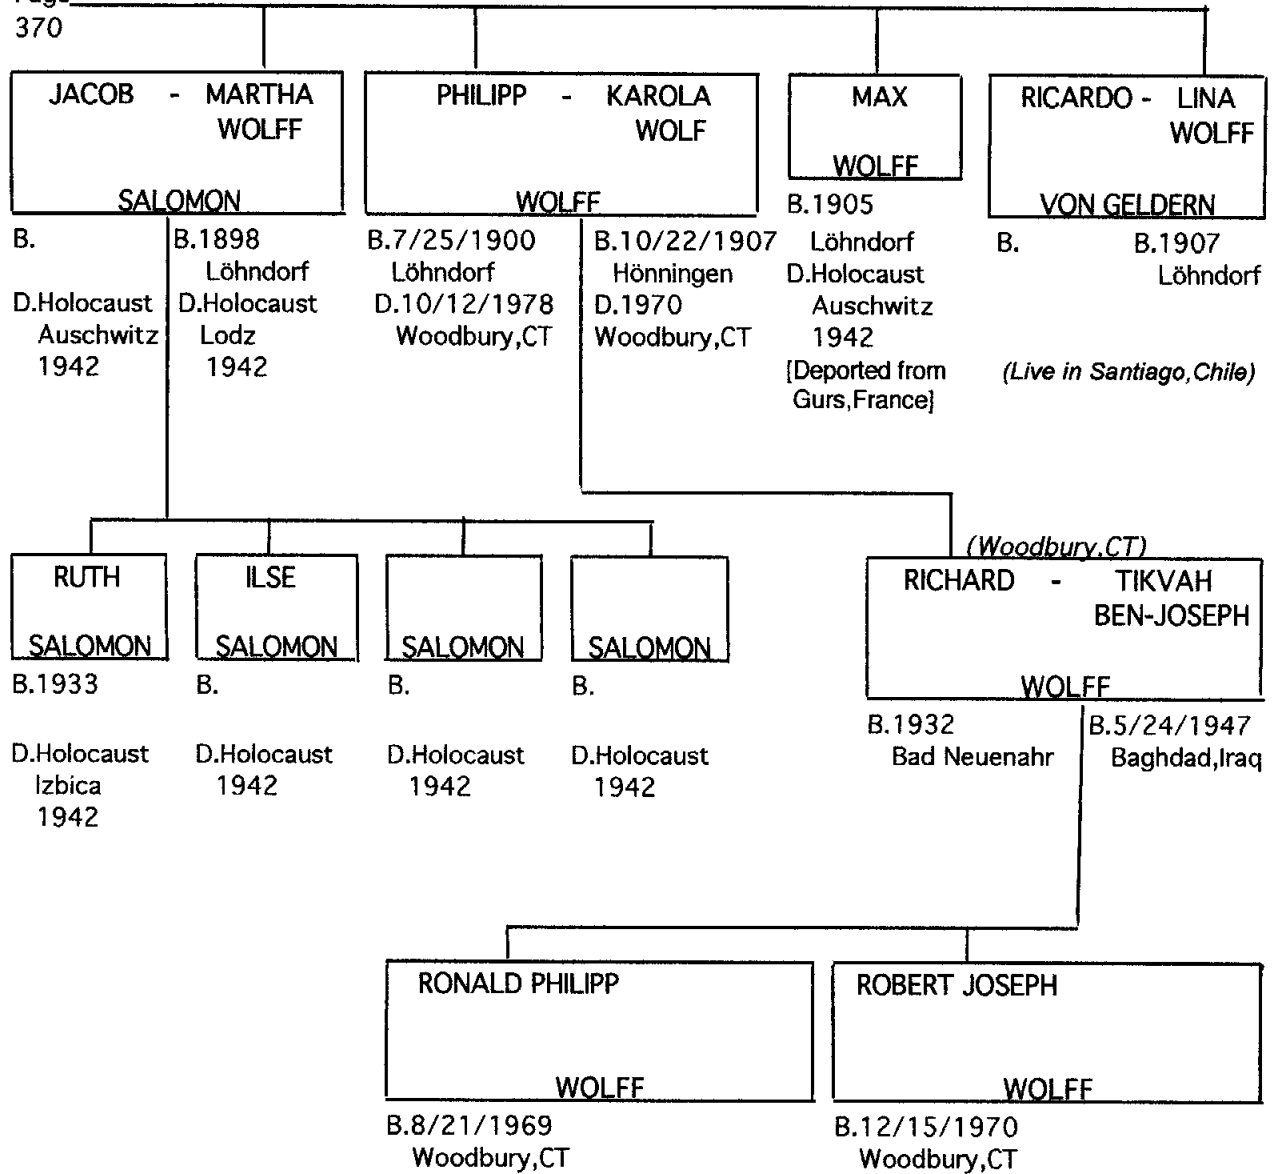 370
JACOB - MARTHA
WOLFF
SALOMON
B.
D.Holocaust
Auschwitz
1942
B.1898
Löhndorf
D.Holocaust
Lodz
1942
PHILIPP - KAROLA
WOLF
WOLFF
B.7/25/1900
Löhndorf
D.10/12/1978
Woodbury,CT
B.10/22/1907
Hönningen
D.1970
Woodbury,CT
MAX
WOLFF
B.1905
Löhndorf
D.Holocaust
Auschwitz
1942
[Deported from
Gurs,France]
RICARDO - LINA
WOLFF
VON GELDERN
B.
B.1907
Löhndorf
(Live in Santiago,Chile)
RUTH
SALOMON
B.1933
D.Holocaust
Izbica
1942
ILSE
SALOMON
B.
D.Holocaust
1942
SALOMON
B.
D.Holocaust
1942
SALOMON
B.
D.Holocaust
1942
(Woodbury,CT)
RICHARD - TIKVAH
BEN-JOSEPH
WOLFF
B.1932
Bad Neuenahr
B.5/24/1947
Baghdad,Iraq
RONALD PHILIPP
WOLFF
B.8/21/1969
Woodbury,CT
ROBERT JOSEPH
WOLFF
B.12/15/1970
Woodbury,CT